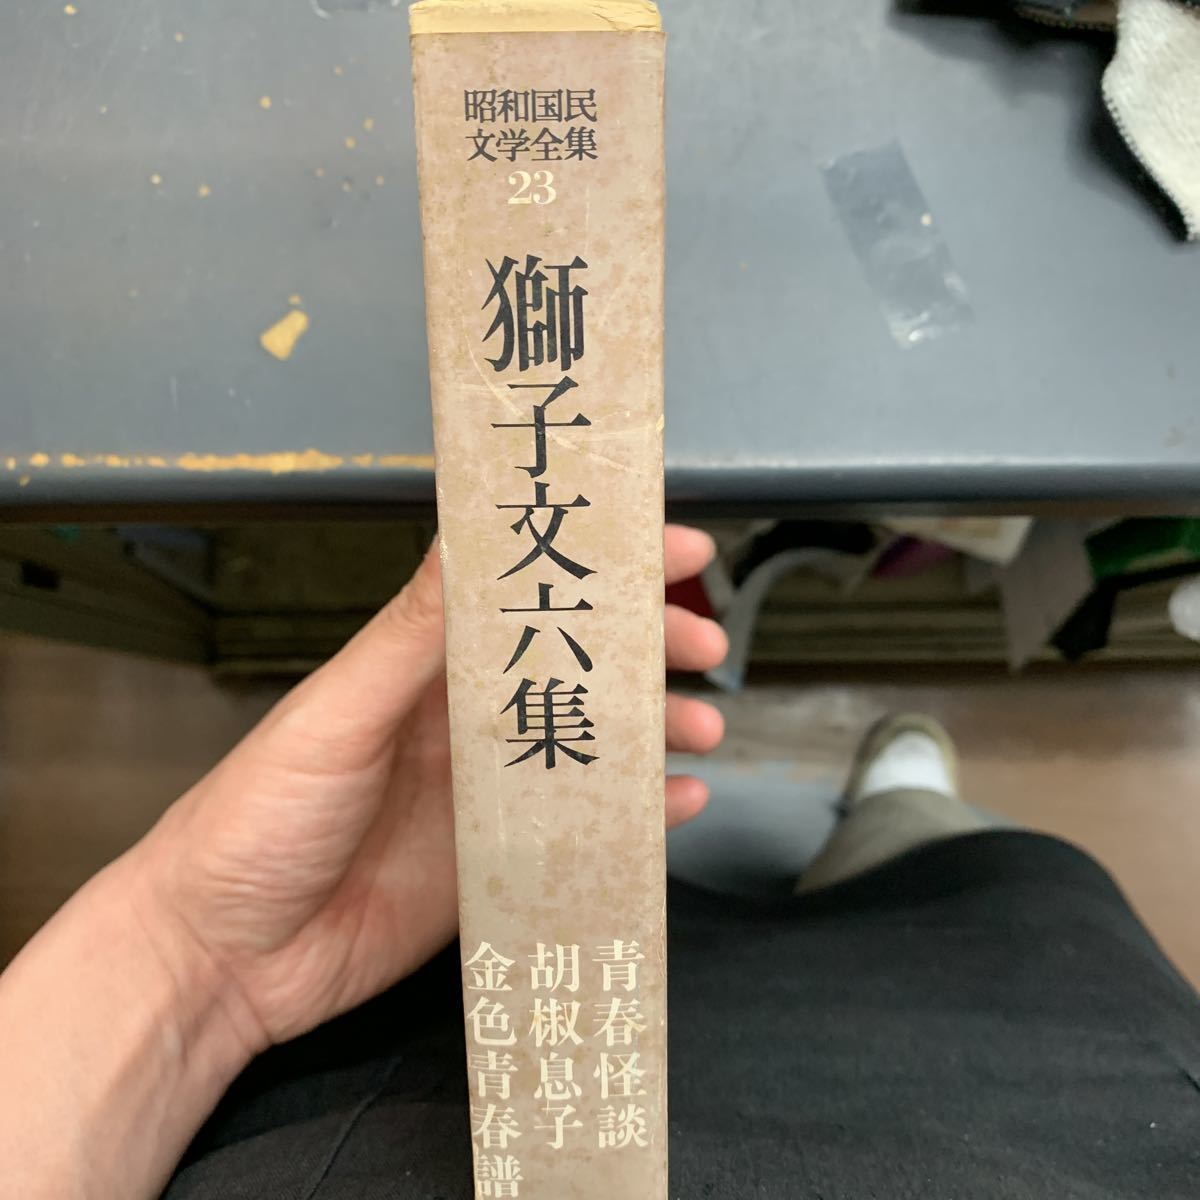 昭和国民
文学全集
23
獅子文六集
青春怪談
胡椒息子
金色青春譜